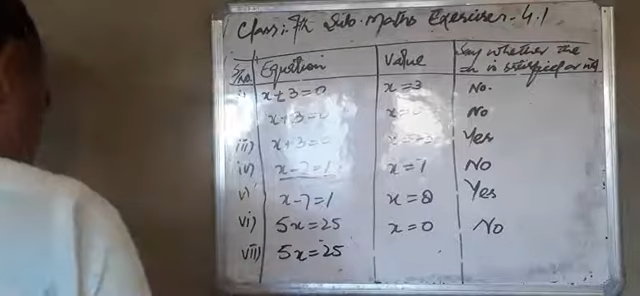 Class: 7th Sub. Maths Exerciser-4.1
S/No. Equation Value Say whether the
is satisfied or not
i) x+3=0 x=3 No.
x+3=0 x=0 No
iii) x+3=0 Yes
iv) x-7=1 x=7 No
v) x-7=1 x=8 Yes
vi) 5x=25 x=0 No
vii) 5x=25